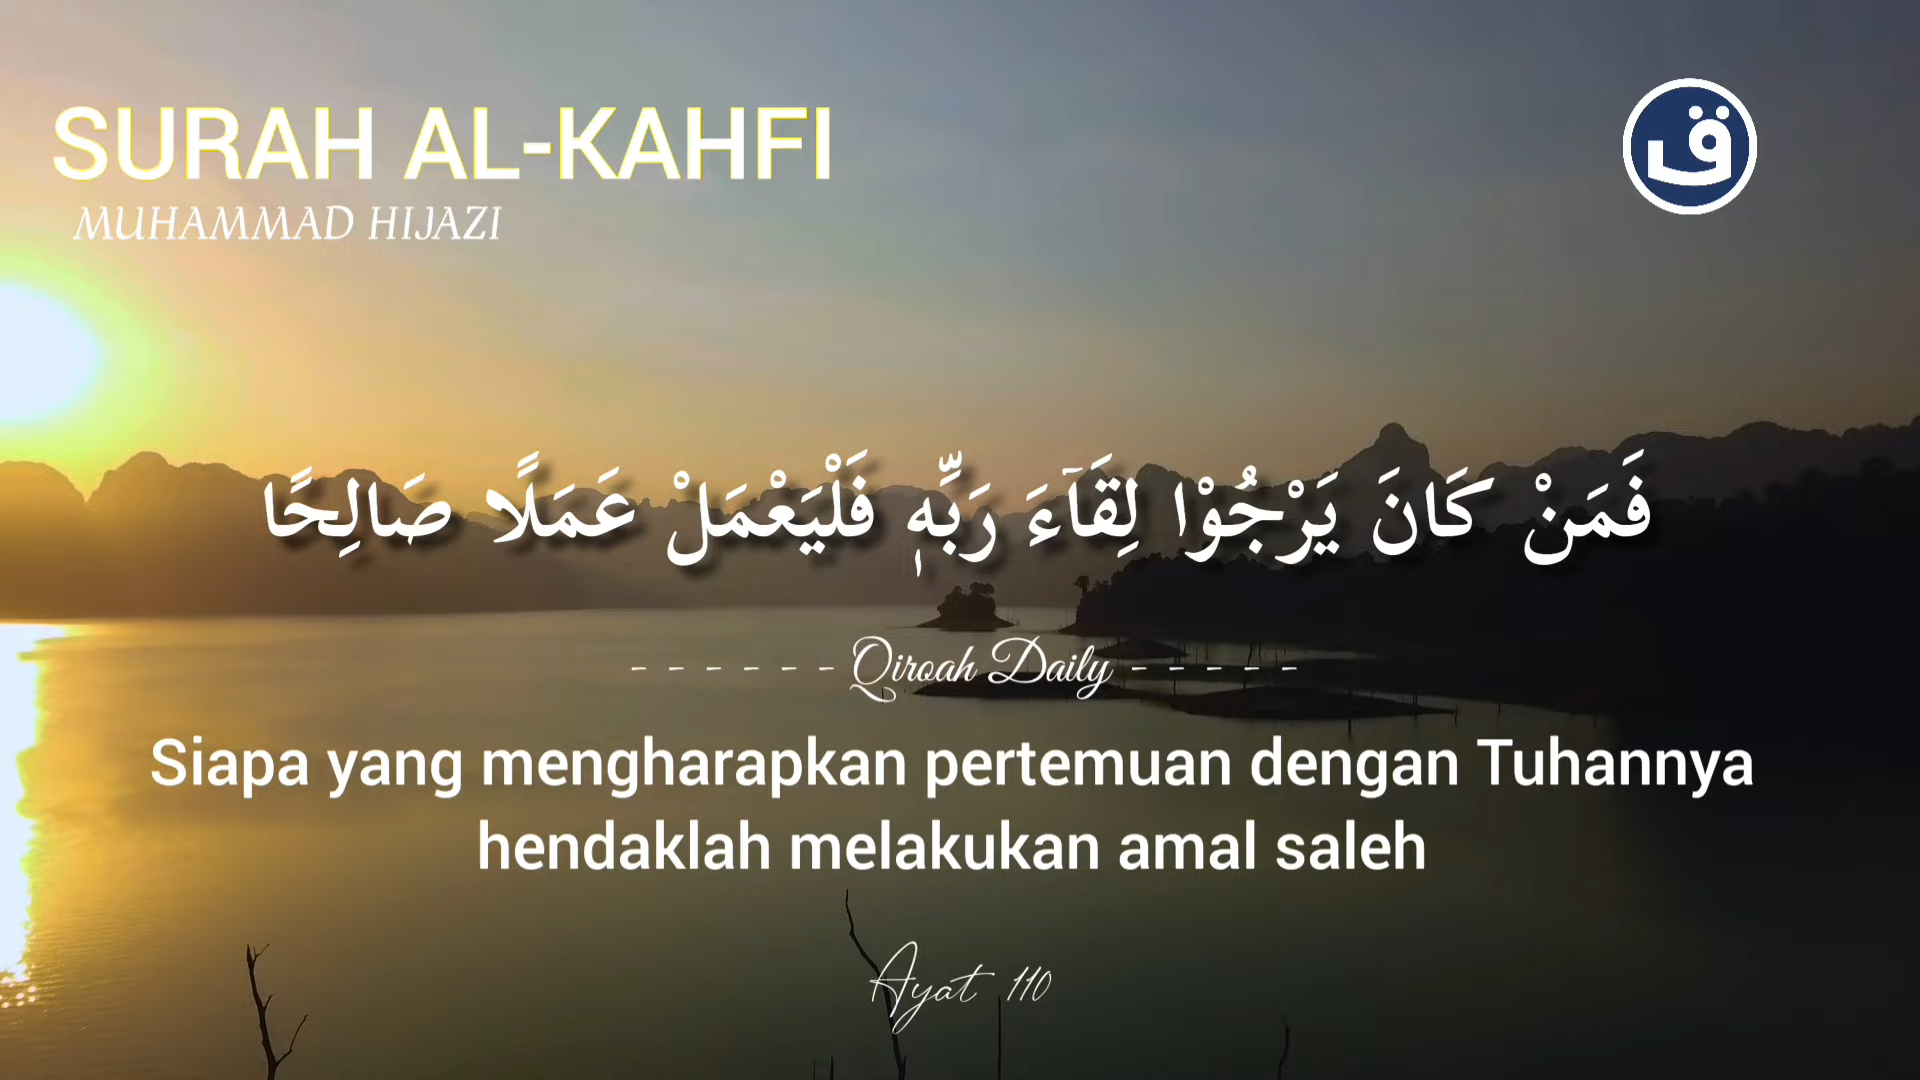 SURAH AL-KAHFI
MUHAMMAD HIJAZI
ق
فَمَنْ كَانَ يَرْجُوْا لِقَاۤءَ رَبِّهٖ فَلْيَعْمَلْ عَمَلًا صَالِحًا
- - - - - - Qiroah Daily - - - - -
Siapa yang mengharapkan pertemuan dengan Tuhannya
hendaklah melakukan amal saleh
Ayat 110